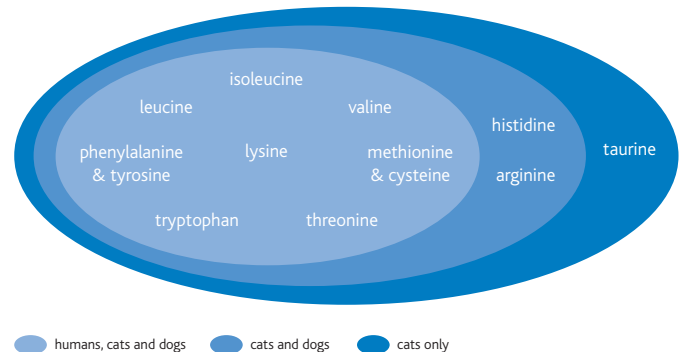 isoleucine
leucine
valine
histidine
phenylalanine
& tyrosine
lysine
methionine
& cysteine
taurine
arginine
tryptophan
threonine
humans, cats and dogs
cats and dogs
cats only